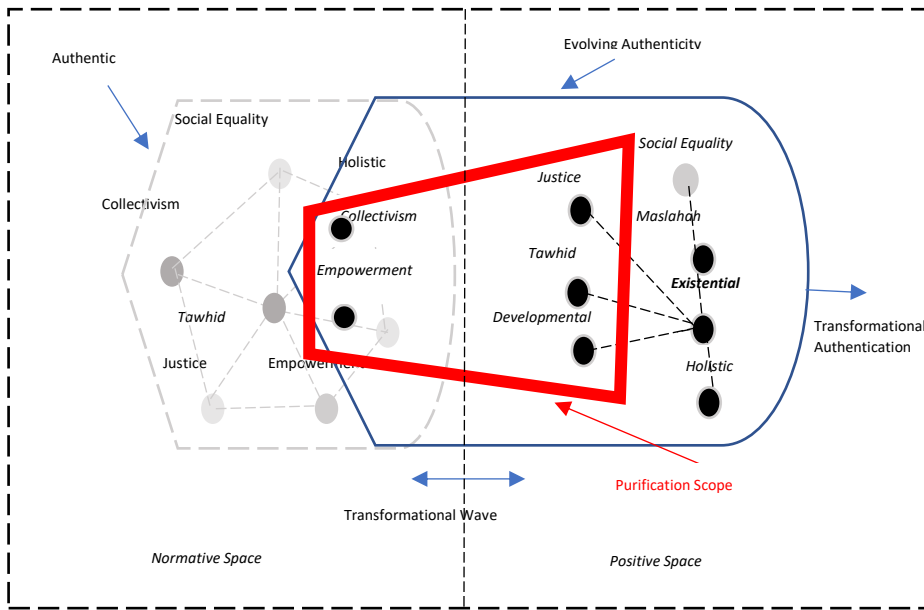 Evolving Authenticity
Authentic
Social Equality
Social Equality
Holistic
Justice
Collectivism
Collectivism
Maslahah
Tawhid
Empowerment
Existential
Tawhid
Developmental
Transformational
Authentication
Justice
Empowerment
Holistic
Purification Scope
Transformational Wave
Normative Space
Positive Space